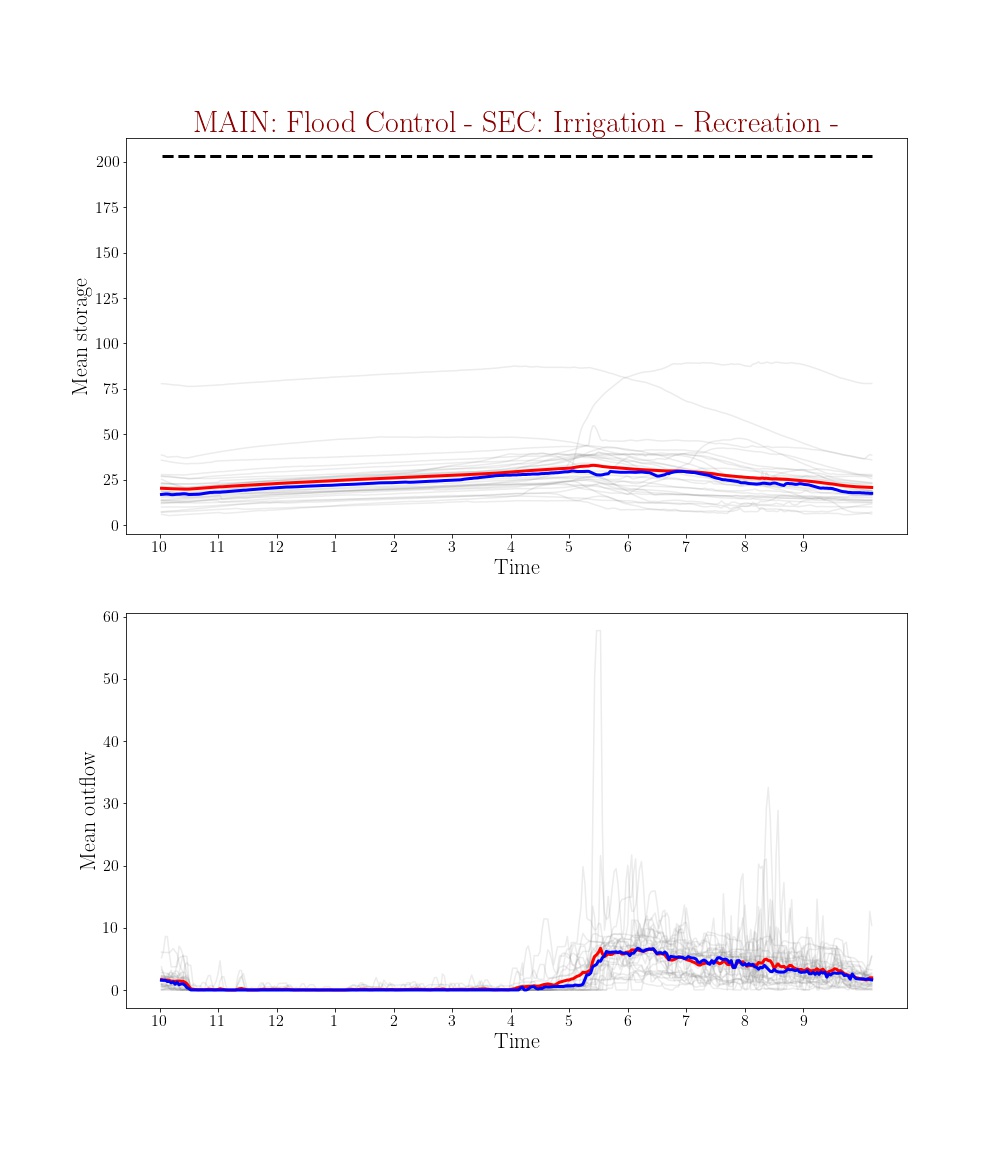 MAIN: Flood Control - SEC: Irrigation - Recreation -
Mean storage
200
175
150
125
100
75
50
25
0
10 11 12 1 2 3 4 5 6 7 8 9
Time
Mean outflow
60
50
40
30
20
10
0
10 11 12 1 2 3 4 5 6 7 8 9
Time